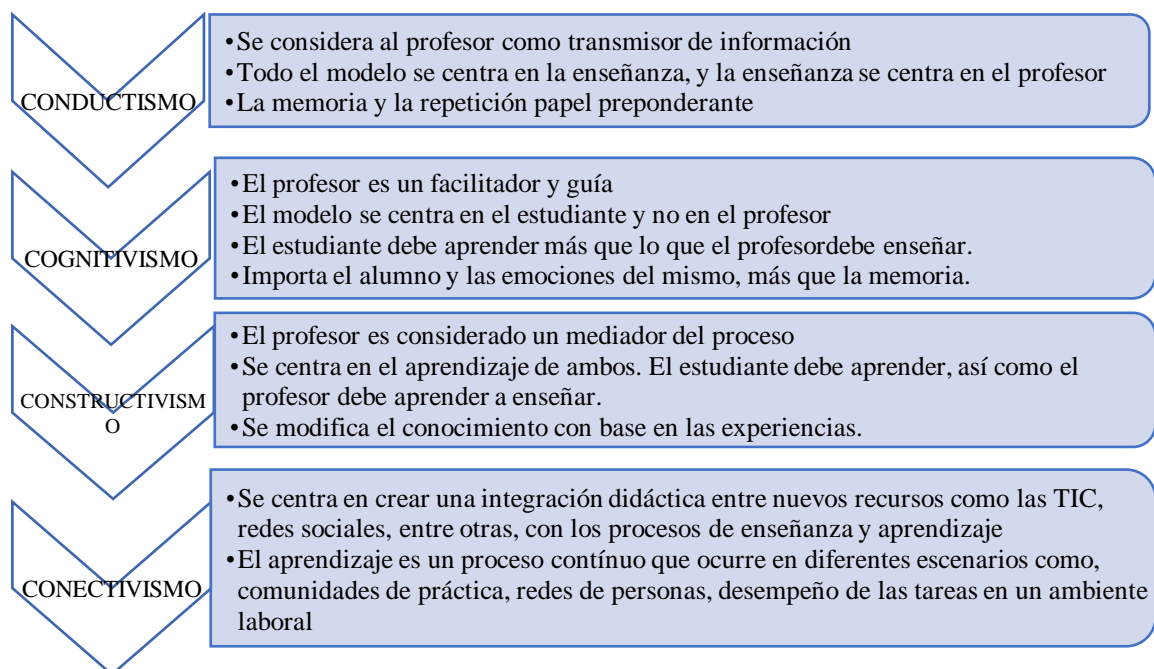 CONDUCTISMO
•Se considera al profesor como transmisor de información
•Todo el modelo se centra en la enseñanza, y la enseñanza se centra en el profesor
•La memoria y la repetición papel preponderante
COGNITIVISMO
•El profesor es un facilitador y guía
•El modelo se centra en el estudiante y no en el profesor
•El estudiante debe aprender más que lo que el profesordebe enseñar.
•Importa el alumno y las emociones del mismo, más que la memoria.
CONSTRUCTIVISM
O
•El profesor es considerado un mediador del proceso
•Se centra en el aprendizaje de ambos. El estudiante debe aprender, así como el
profesor debe aprender a enseñar.
•Se modifica el conocimiento con base en las experiencias.
CONECTIVISMO
•Se centra en crear una integración didáctica entre nuevos recursos como las TIC,
redes sociales, entre otras, con los procesos de enseñanza y aprendizaje
•El aprendizaje es un proceso contínuo que ocurre en diferentes escenarios como,
comunidades de práctica, redes de personas, desempeño de las tareas en un ambiente
laboral